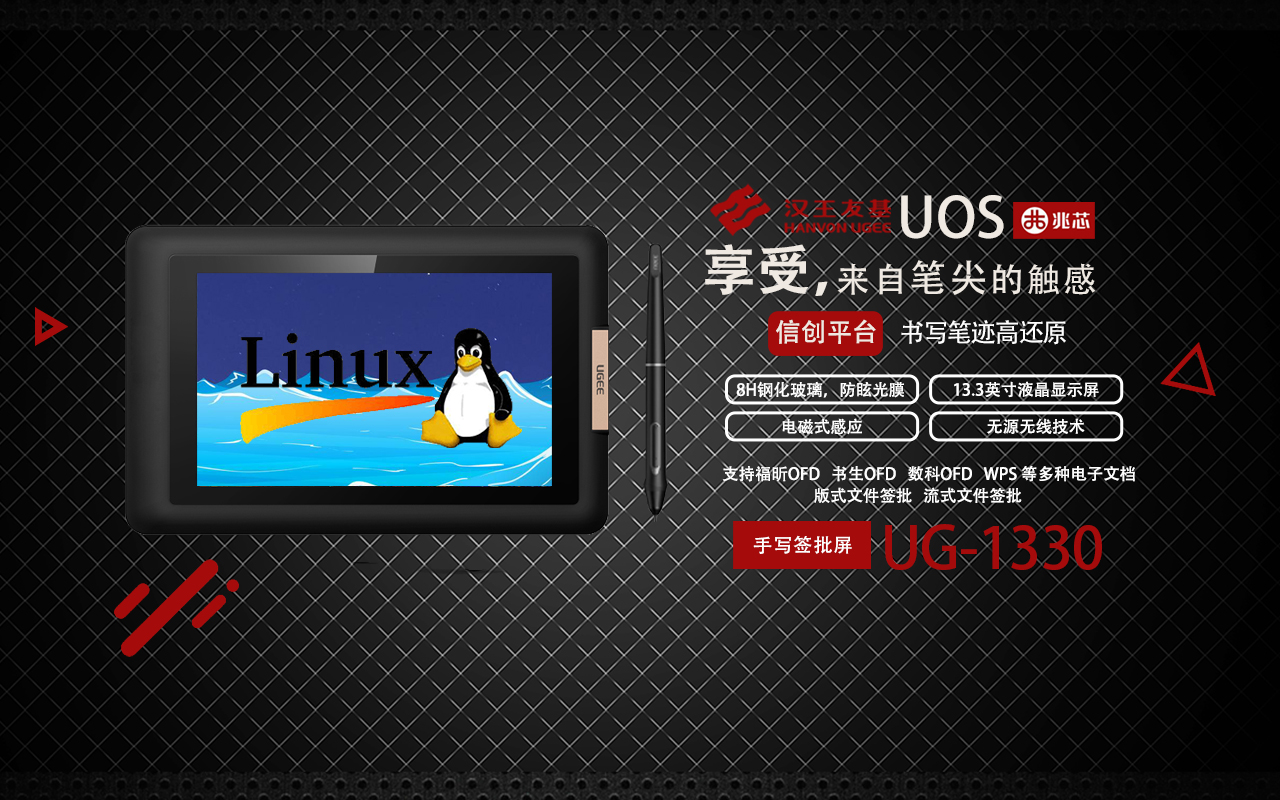 Linux
UGEE
汉王友基
HANVON UGEE
UOS
兆芯
享受,来自笔尖的触感
信创平台 书写笔迹高还原
8H钢化玻璃，防眩光膜
13.3英寸液晶显示屏
电磁式感应
无源无线技术
支持福昕OFD 书生OFD 数科OFD WPS 等多种电子文档
版式文件签批 流式文件签批
手写签批屏 UG-1330